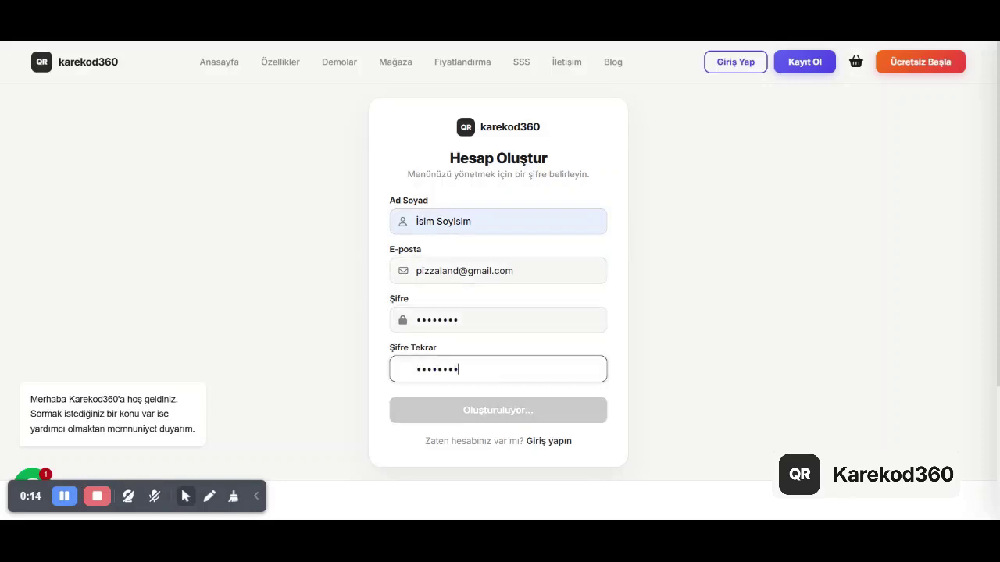 QR karekod360 Anasayfa Özellikler Demolar Mağaza Fiyatlandırma SSS İletişim Blog Giriş Yap Kayıt Ol Ücretsiz Başla
QR karekod360
Hesap Oluştur
Menünüzü yönetmek için bir şifre belirleyin.
Ad Soyad
İsim Soyisim
E-posta
pizzaland@gmail.com
Şifre
••••••••
Şifre Tekrar
••••••••
Oluşturuluyor...
Zaten hesabınız var mı? Giriş yapın
Merhaba Karekod360'a hoş geldiniz.
Sormak istediğiniz bir konu var ise
yardımcı olmaktan memnuniyet duyarım.
1
0:14
QR Karekod360